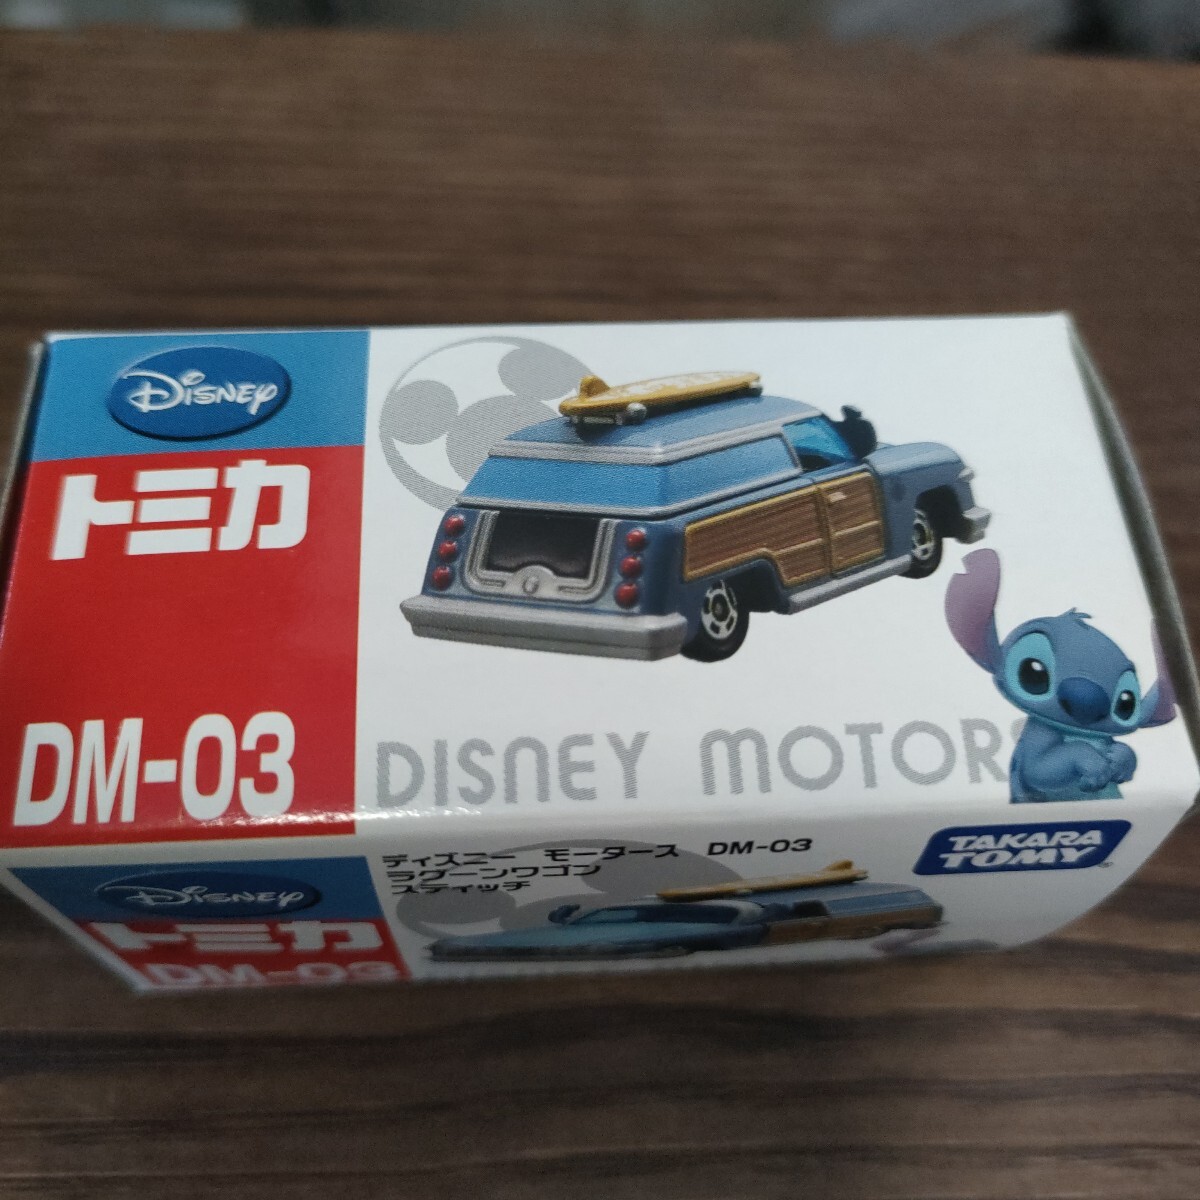 Disney
トミカ
DM-03
DISNEY MOTORS
ディズニー モータース DM-03
ラグーンワゴン
スティッチ
TAKARA
TOMY
Disney
トミカ
DM-03